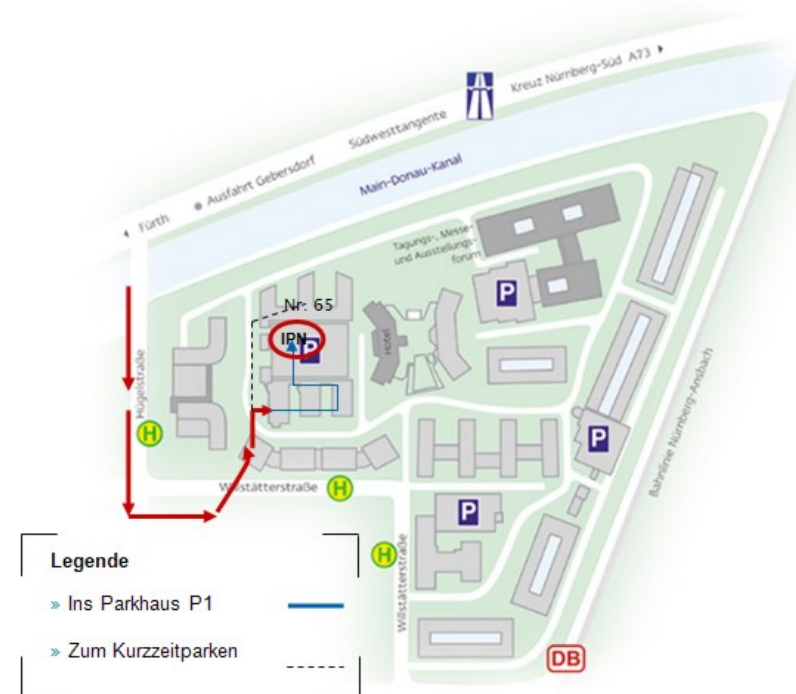 Kreuz Nürnberg-Süd A73
Südwesttangente
Ausfahrt Gebersdorf
Fürth
Main-Donau-Kanal
Tagungs-, Messe-
und Ausstellungs-
forum
P
Nr. 65
IPN
P
Hotel
Hügelstraße
H
P
Bahnlinie Nürnberg-Ansbach
Willstätterstraße
H
P
H
Willstätterstraße
DB
Legende
» Ins Parkhaus P1
» Zum Kurzzeitparken